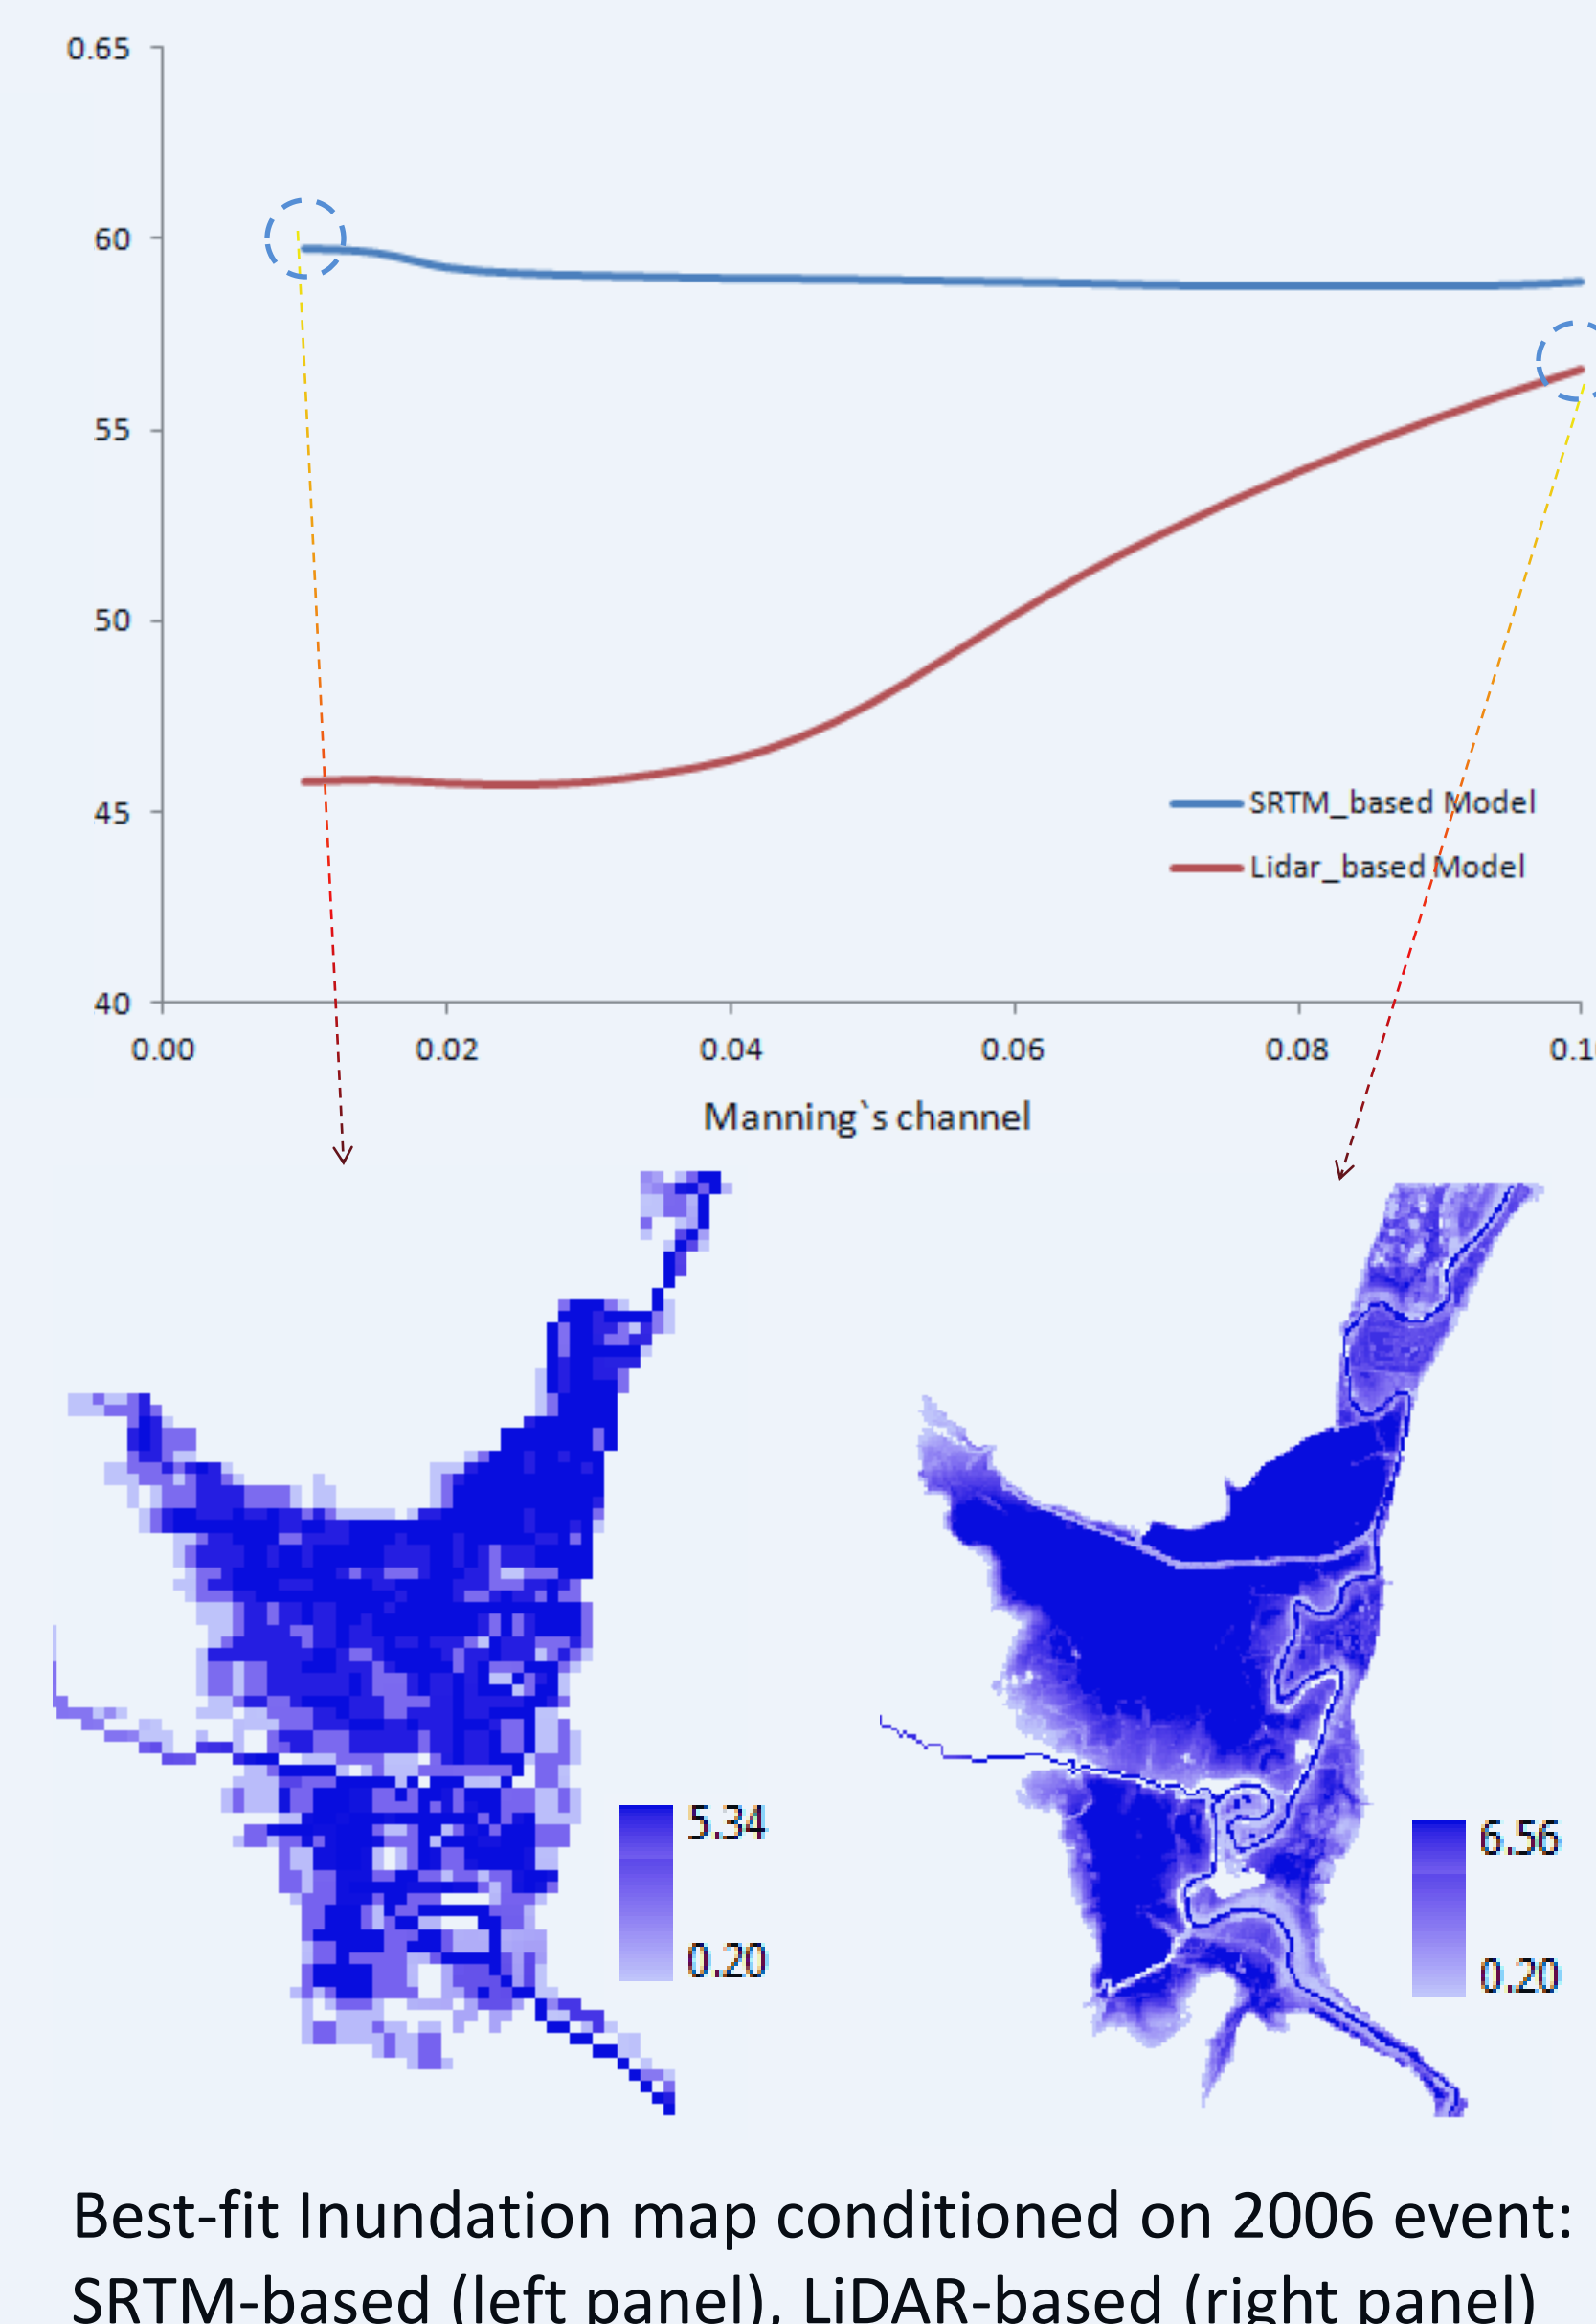 0.65
60
55
50
45
40
SRTM_based Model
Lidar_based Model
0.00 0.02 0.04 0.06 0.08 0.1
Manning`s channel
5.34
0.20
6.56
0.20
Best-fit Inundation map conditioned on 2006 event:
SRTM-based (left panel), LiDAR-based (right panel)